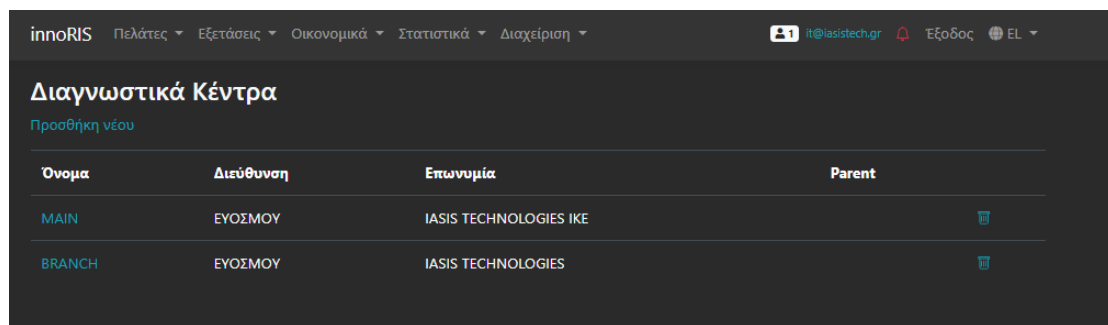 innoRIS Πελάτες Εξετάσεις Οικονομικά Στατιστικά Διαχείριση 1 it@iasistech.gr Έξοδος EL
Διαγνωστικά Κέντρα
Προσθήκη νέου
Όνομα Διεύθυνση Επωνυμία Parent
MAIN ΕΥΟΣΜΟΥ IASIS TECHNOLOGIES ΙΚΕ
BRANCH ΕΥΟΣΜΟΥ IASIS TECHNOLOGIES